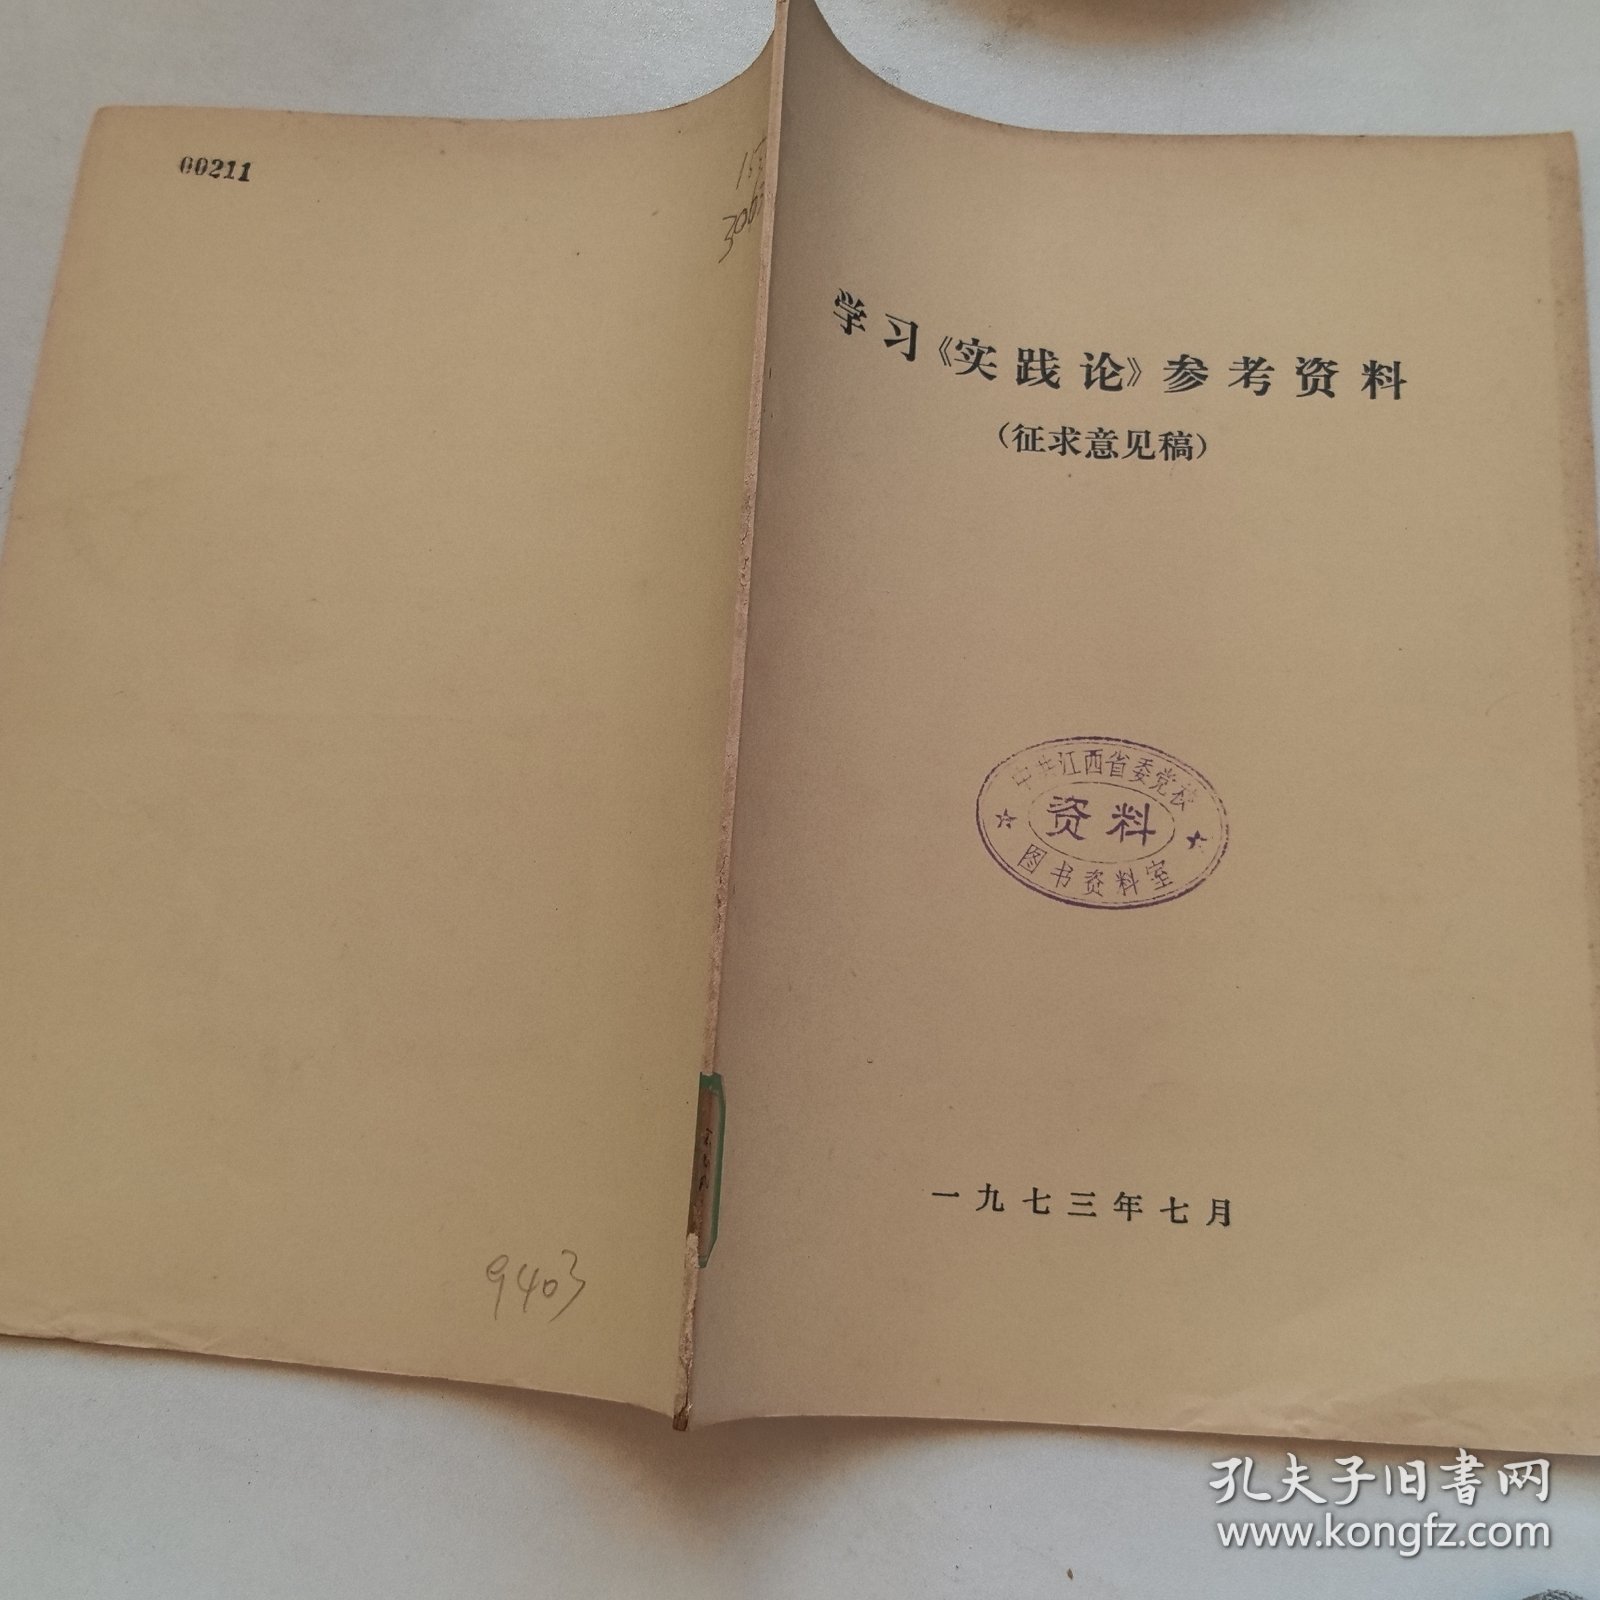 00211
学习《实践论》参考资料
（征求意见稿）
中共江西省委党校
资料
图书资料室
一九七三年七月
9403
孔夫子旧书网
www.kongfz.com